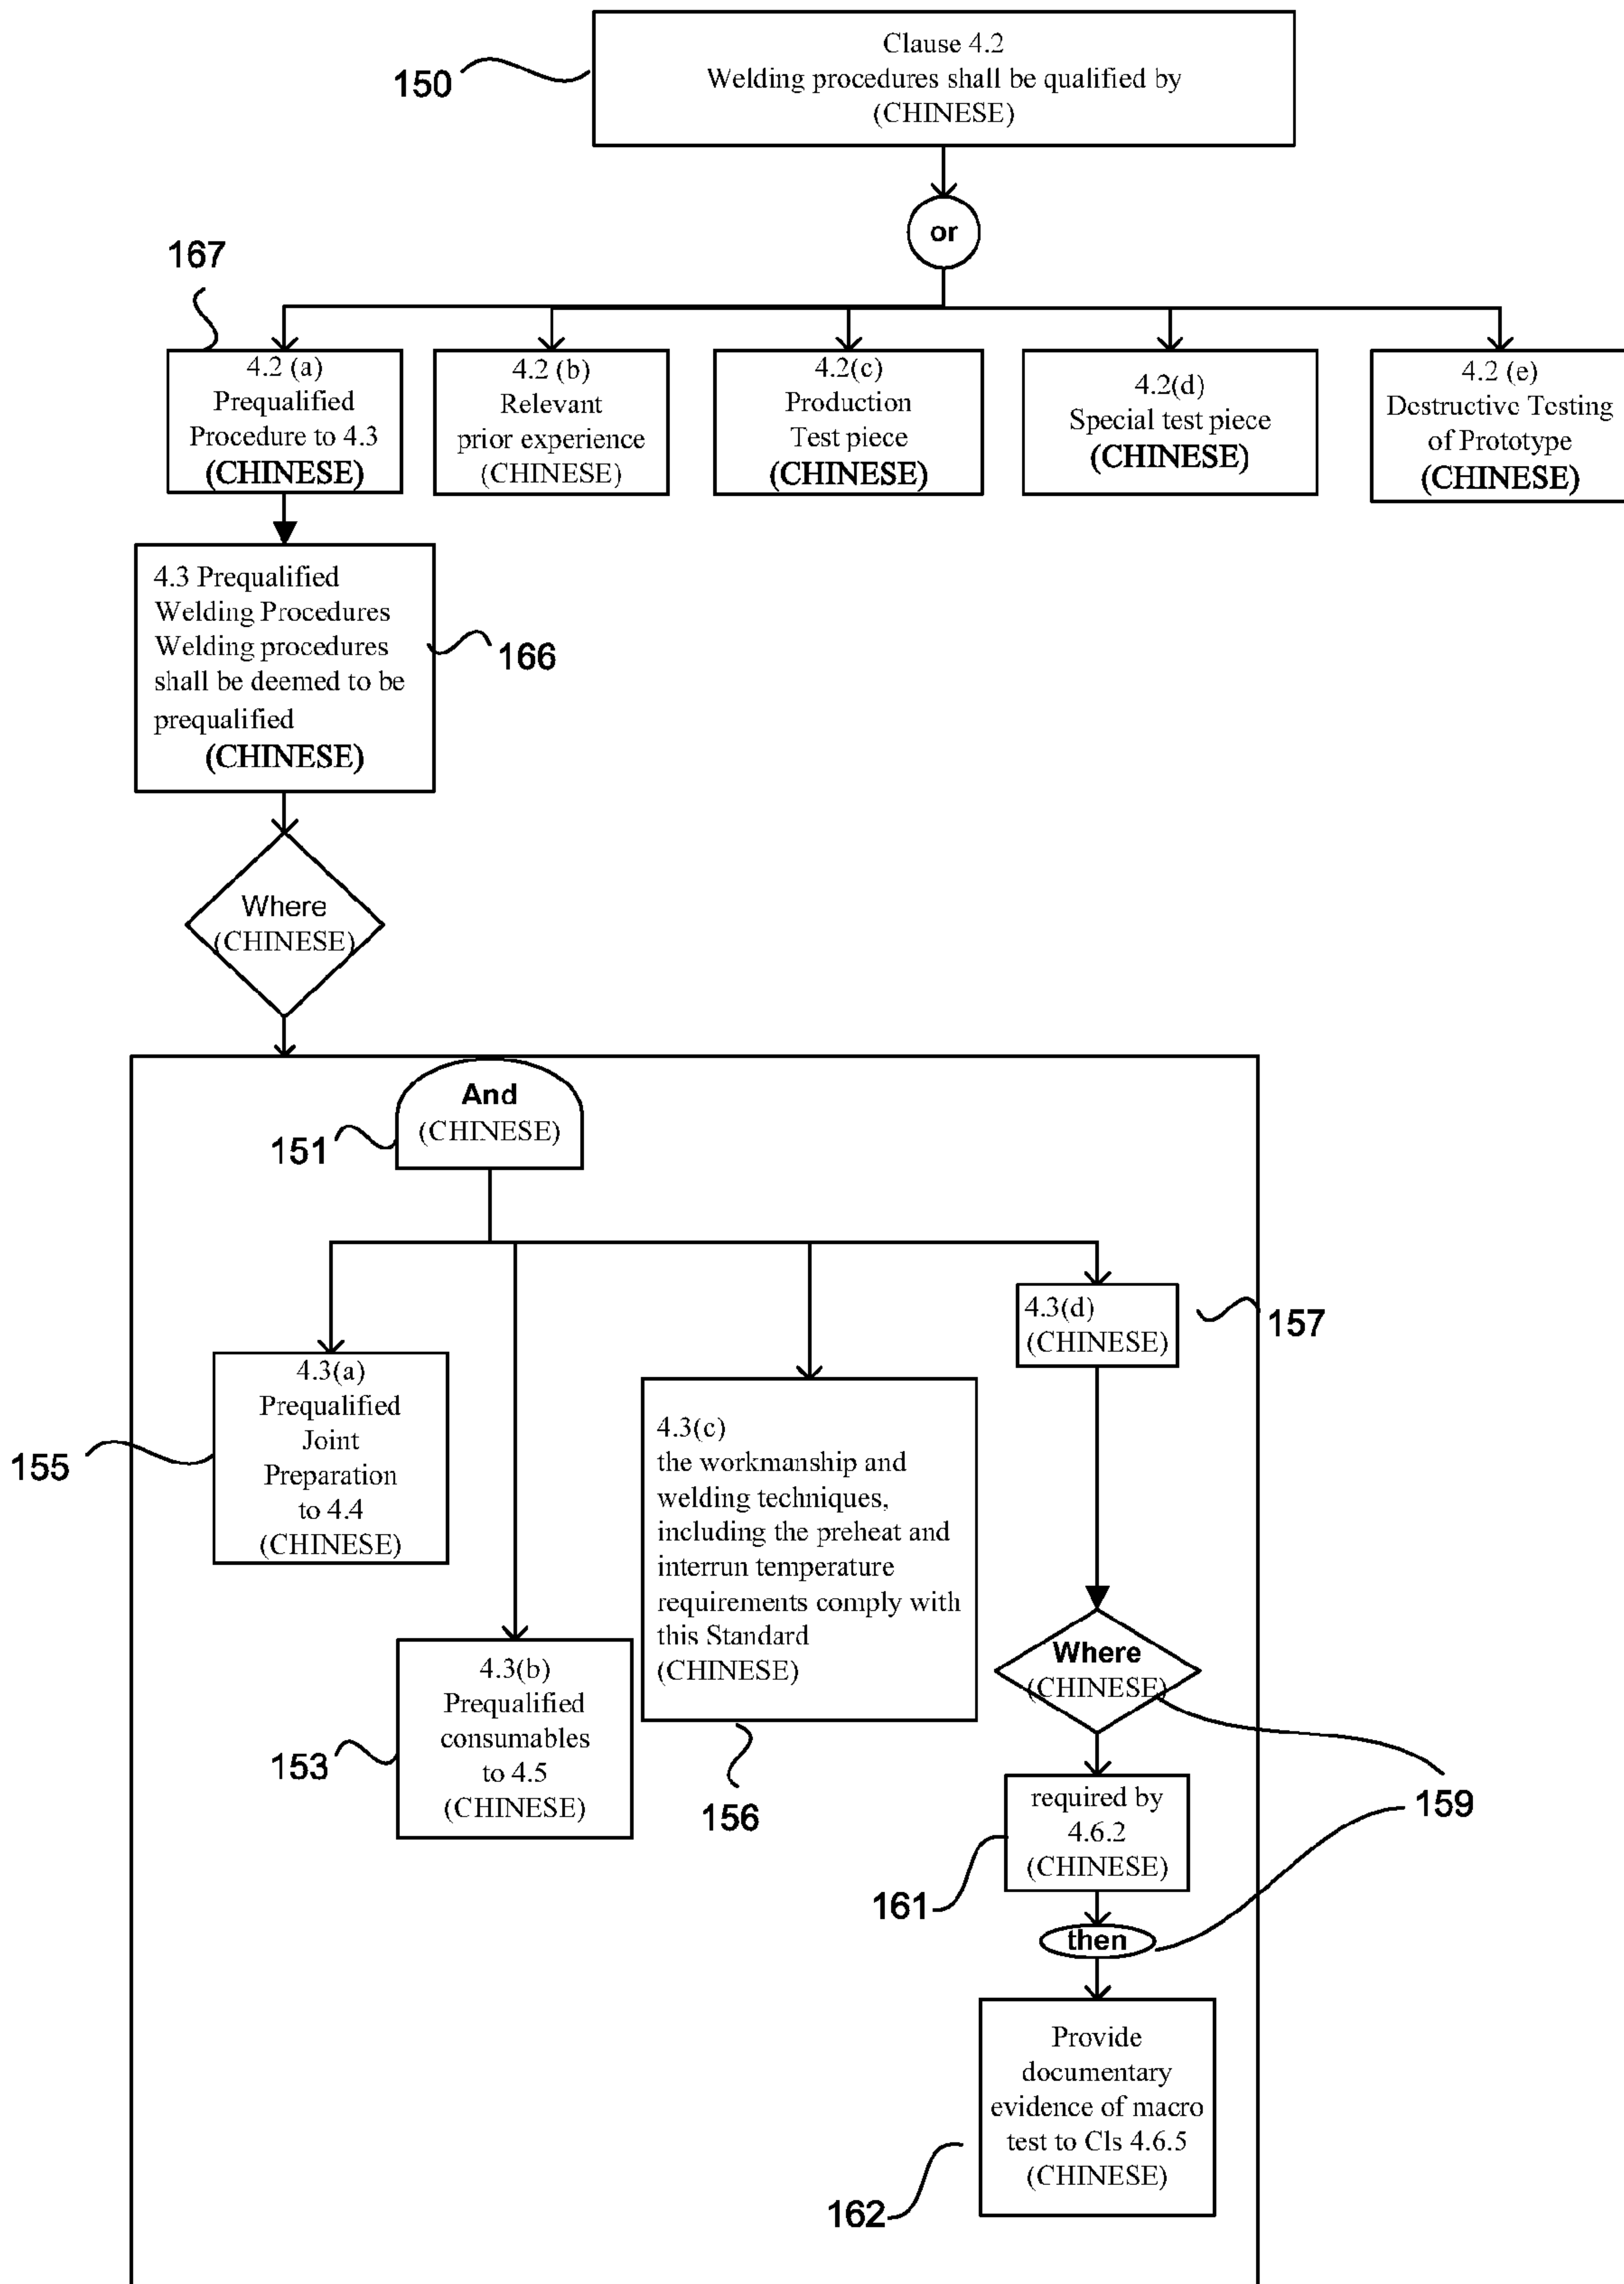 Clause 4.2
Welding procedures shall be qualified by
(CHINESE)
150
or
167
4.2 (a)
Prequalified
Procedure to 4.3
(CHINESE)
4.2 (b)
Relevant
prior experience
(CHINESE)
4.2(c)
Production
Test piece
(CHINESE)
4.2(d)
Special test piece
(CHINESE)
4.2 (e)
Destructive Testing
of Prototype
(CHINESE)
4.3 Prequalified
Welding Procedures
Welding procedures
shall be deemed to be
prequalified
(CHINESE)
166
Where
(CHINESE)
And
(CHINESE)
151
4.3(d)
(CHINESE)
157
4.3(a)
Prequalified
Joint
Preparation
to 4.4
(CHINESE)
155
4.3(c)
the workmanship and
welding techniques,
including the preheat and
interrun temperature
requirements comply with
this Standard
(CHINESE)
156
4.3(b)
Prequalified
consumables
to 4.5
(CHINESE)
153
Where
(CHINESE)
159
required by
4.6.2
(CHINESE)
161
then
Provide
documentary
evidence of macro
test to Cls 4.6.5
(CHINESE)
162